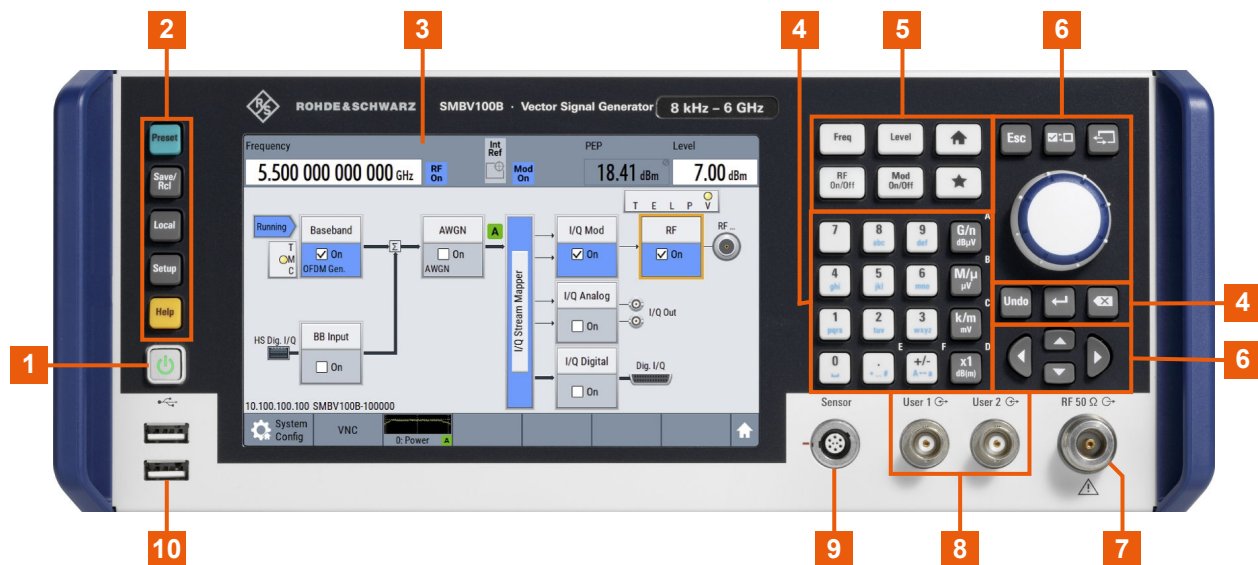 2
3
4
5
6
R&S
ROHDE&SCHWARZ SMBV100B · Vector Signal Generator 8 kHz – 6 GHz
Preset
Save/
Rcl
Local
Setup
Help
1
Frequency
Int
Ref
PEP
Level
5.500 000 000 000 GHz
RF
On
Mod
On
18.41 dBm
7.00 dBm
T E L P V
Running
Baseband
On
OFDM Gen.
T
M
C
Σ
AWGN
On
AWGN
A
I/Q Stream Mapper
I/Q Mod
On
RF
On
RF ...
I/Q Analog
On
I/Q Out
HS Dig. I/Q
BB Input
On
I/Q Digital
On
Dig. I/Q
10.100.100.100 SMBV100B-100000
System
Config
VNC
0: Power
A
Freq
Level
RF
On/Off
Mod
On/Off
Esc
A
7
8
abc
9
def
G/n
dBµV
B
4
ghi
5
jkl
6
mno
M/µ
µV
C
1
pqrs
2
tuv
3
wxyz
k/m
mV
E
F
D
0
.
* ... #
+/-
A↔a
x1
dB(m)
Undo
4
6
Sensor
User 1
User 2
RF 50 Ω
10
9
8
7